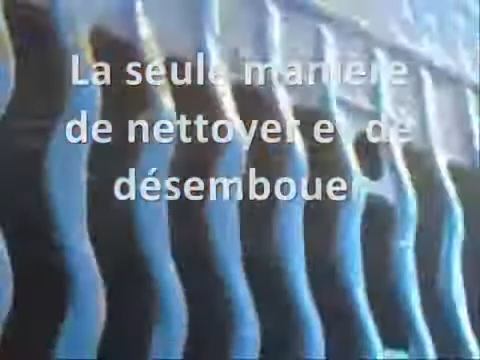 La seule manière
de nettoyer et de
désembouer